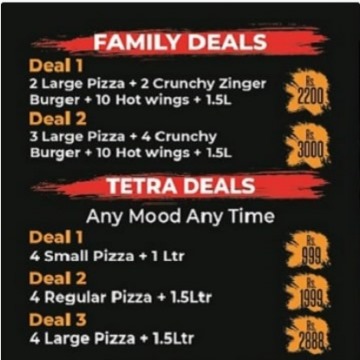 FAMILY DEALS
Deal 1
2 Large Pizza + 2 Crunchy Zinger
Burger + 10 Hot wings + 1.5L
Rs.
2200
Deal 2
3 Large Pizza + 4 Crunchy
Burger + 10 Hot wings + 1.5L
Rs.
3000
TETRA DEALS
Any Mood Any Time
Deal 1
4 Small Pizza + 1 Ltr
Rs.
999
Deal 2
4 Regular Pizza + 1.5Ltr
Rs.
1999
Deal 3
4 Large Pizza + 1.5Ltr
Rs.
2888